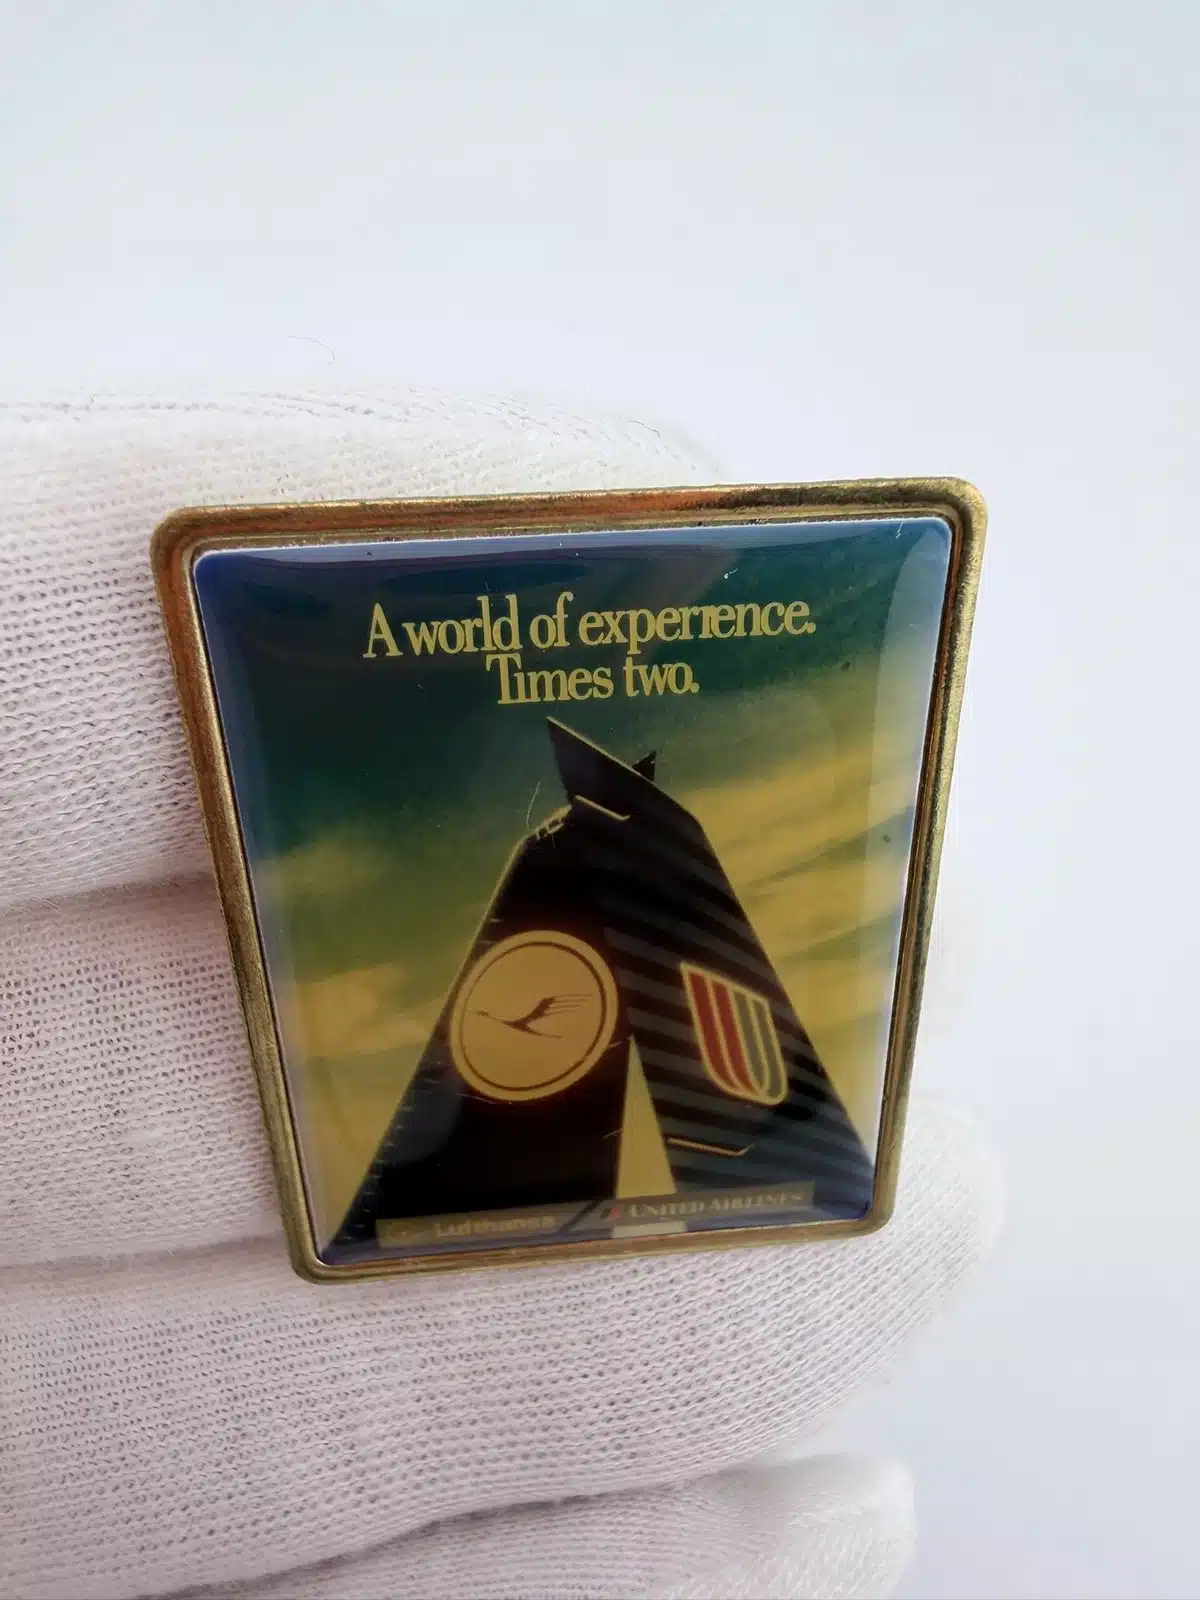 A world of experience.
Times two.
Lufthansa
UNITED AIRLINES